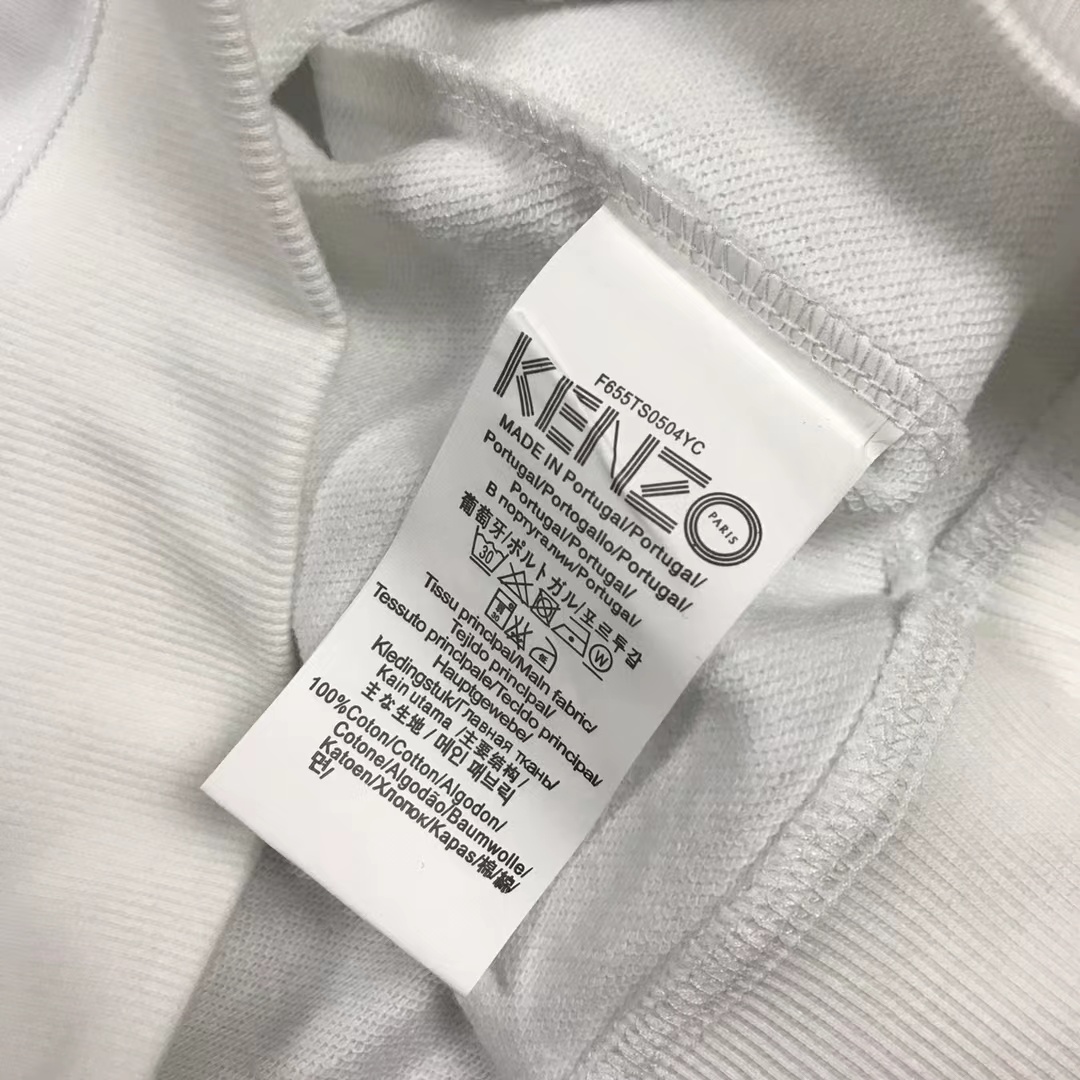 F655TS0504YC
KENZO
PARIS
MADE IN Portugal/Portugal/
Portugal/Portogallo/Portugal/
Portugal/Portugal/
В португалии/Portugal/
葡萄牙/ポルトガル/포르투갈
30
W
30
Tissu principal/Main fabric/
Tejido principal/
Tessuto principale/Tecido principal/
Hauptgewebe/
Kledingstuk/Главная ткань/
Kain utama /主要结构 /
主な生地 / 메인 패브릭
100%Coton/Cotton/Algodon/
Cotone/Algodão/Baumwolle/
Katoen/Хлопок/Kapas/棉/綿/
면/